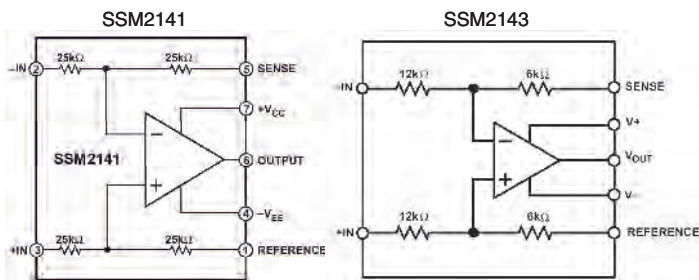 SSM2141
SSM2143
25kΩ 25kΩ
–IN 2 5 SENSE
7 +VCC
SSM2141
–
+
6 OUTPUT
4 –VEE
25kΩ 25kΩ
+IN 3 1 REFERENCE
12kΩ 6kΩ
–IN SENSE
V+
–
+
VOUT
V–
12kΩ 6kΩ
+IN REFERENCE